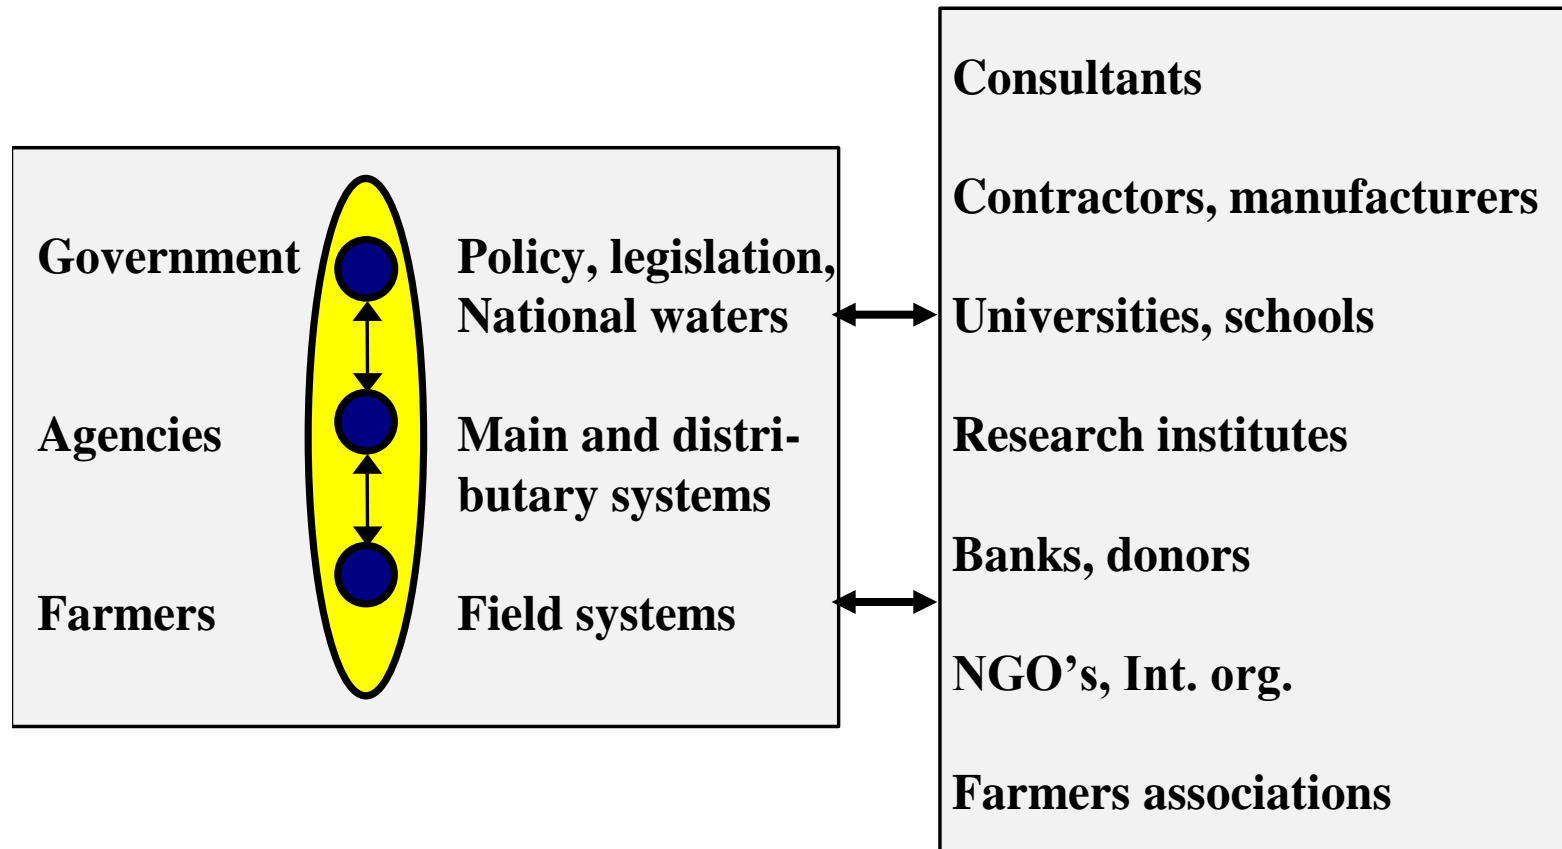 Government
Policy, legislation,
National waters
Agencies
Main and distri-
butary systems
Farmers
Field systems
Consultants
Contractors, manufacturers
Universities, schools
Research institutes
Banks, donors
NGO’s, Int. org.
Farmers associations